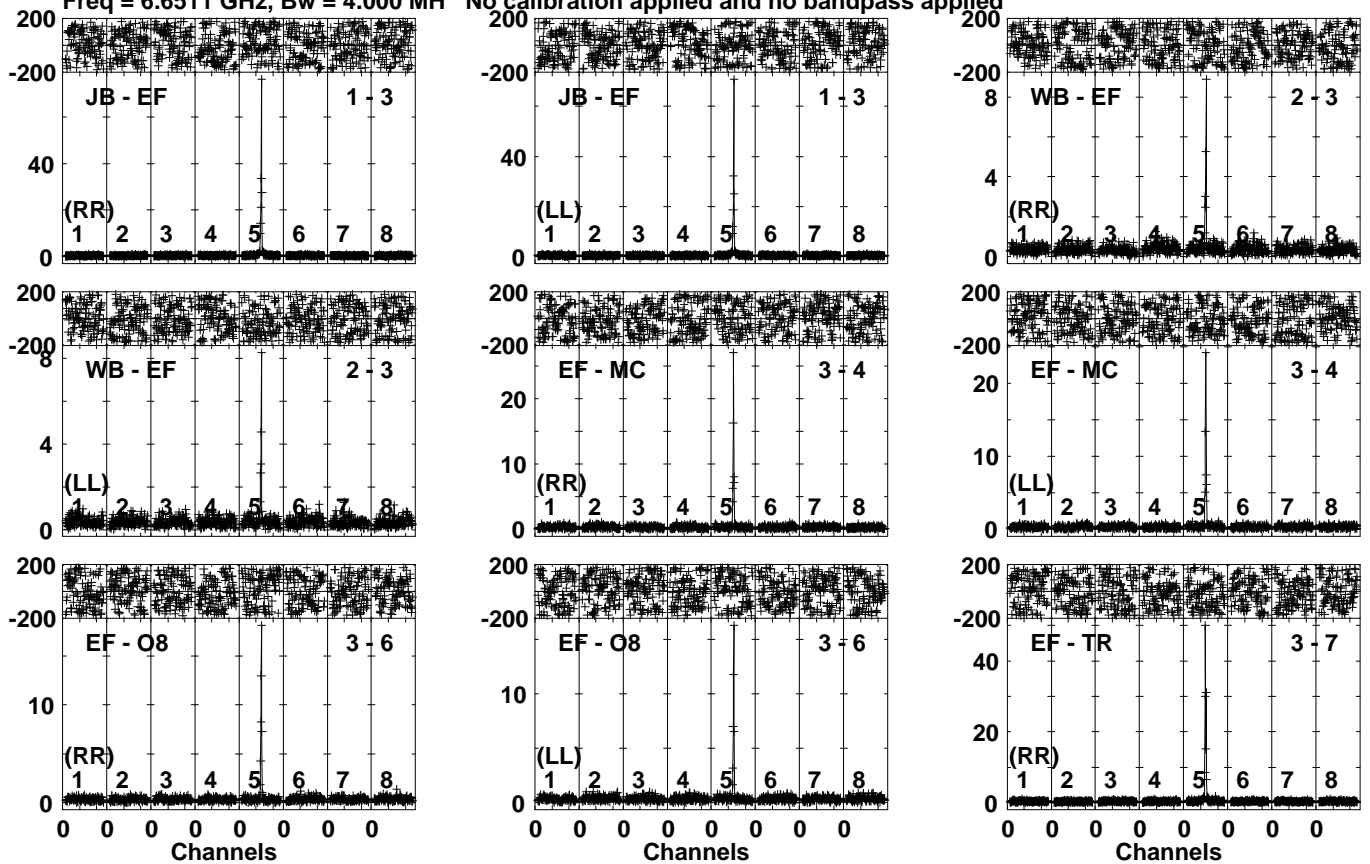 Freq = 6.6511 GHz, Bw = 4.000 MH No calibration applied and no bandpass applied
200
-200
JB - EF 1 - 3
40
(RR)
1 2 3 4 5 6 7 8
0
200
-200
JB - EF 1 - 3
40
(LL)
1 2 3 4 5 6 7 8
0
200
-200
8
WB - EF 2 - 3
4
(RR)
1 2 3 4 5 6 7 8
0
200
-200
8
WB - EF 2 - 3
4
(LL)
1 2 3 4 5 6 7 8
0
200
-200
EF - MC 3 - 4
20
10
(RR)
1 2 3 4 5 6 7 8
0
200
-200
EF - MC 3 - 4
20
10
(LL)
1 2 3 4 5 6 7 8
0
200
-200
EF - O8 3 - 6
10
(RR)
1 2 3 4 5 6 7 8
0
0 0 0 0 0 0 0 0
Channels
200
-200
EF - O8 3 - 6
10
(LL)
1 2 3 4 5 6 7 8
0
0 0 0 0 0 0 0 0
Channels
200
-200
EF - TR 3 - 7
40
20
(RR)
1 2 3 4 5 6 7 8
0
0 0 0 0 0 0 0 0
Channels